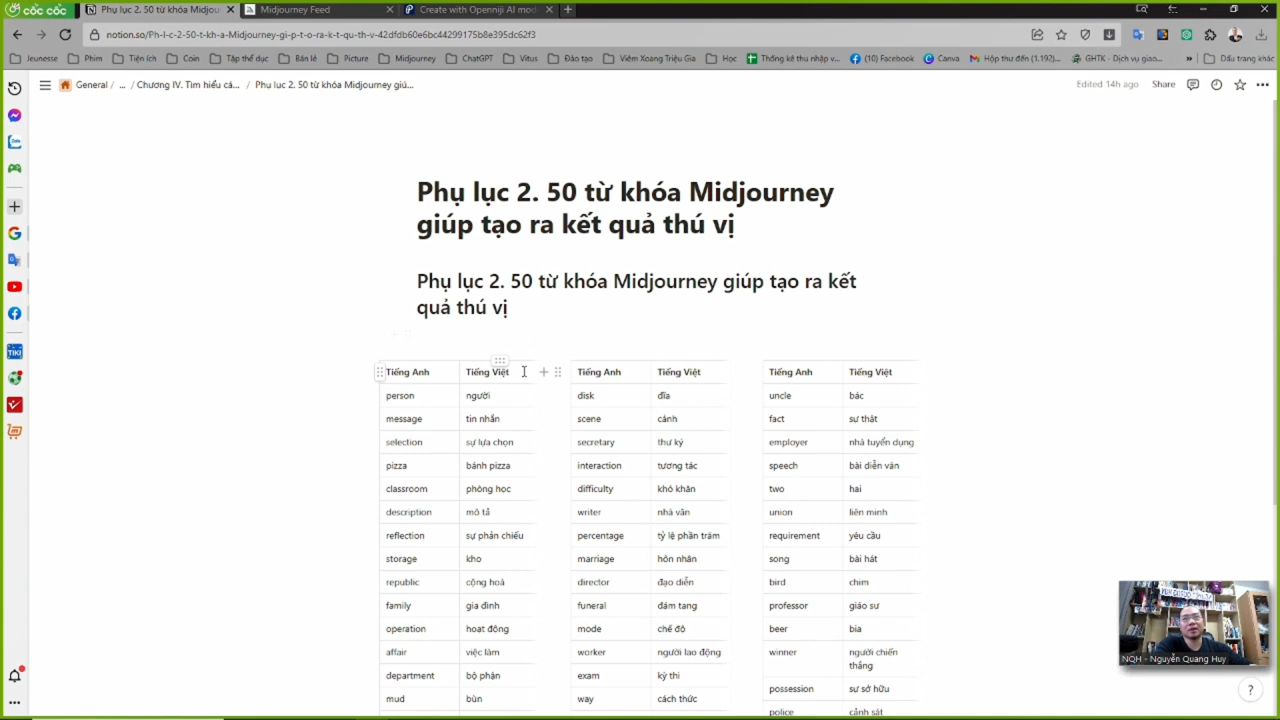 cốc cốc
Phụ lục 2. 50 từ khóa Midjou
Midjourney Feed
Create with Openniji AI mod
notion.so/Ph-l-c-2-50-t-kh-a-Midjourney-gi-p-t-o-ra-k-t-qu-th-v-42dfdb60e6bc44299175b8e395dc62f3
Jeunesse
Phim
Tiện ích
Coin
Tập thể dục
Bán lẻ
Picture
Midjourney
ChatGPT
Vitus
Đào tạo
Viêm Xoang Triệu Gia
Học
Thống kê thu nhập v...
(10) Facebook
Canva
Hộp thư đến (1.192)...
GHTK - Dịch vụ giao...
Dấu trang khác
General /
... / Chương IV. Tìm hiểu cá...
/ Phụ lục 2. 50 từ khóa Midjourney giú...
Edited 14h ago
Share
Zalo
TIKI
Phụ lục 2. 50 từ khóa Midjourney
giúp tạo ra kết quả thú vị
Phụ lục 2. 50 từ khóa Midjourney giúp tạo ra kết
quả thú vị
Tiếng Anh Tiếng Việt Tiếng Anh Tiếng Việt Tiếng Anh Tiếng Việt
person người disk đĩa uncle bác
message tin nhắn scene cảnh fact sự thật
selection sự lựa chọn secretary thư ký employer nhà tuyển dụng
pizza bánh pizza interaction tương tác speech bài diễn văn
classroom phòng học difficulty khó khăn two hai
description mô tả writer nhà văn union liên minh
reflection sự phản chiếu percentage tỷ lệ phần trăm requirement yêu cầu
storage kho marriage hôn nhân song bài hát
republic cộng hoà director đạo diễn bird chim
family gia đình funeral đám tang professor giáo sư
operation hoạt động mode chế độ beer bia
affair việc làm worker người lao động winner người chiến
thắng
department bộ phận exam kỳ thi
possession sự sở hữu
mud bùn way cách thức
police cảnh sát
NQH - Nguyễn Quang Huy
?